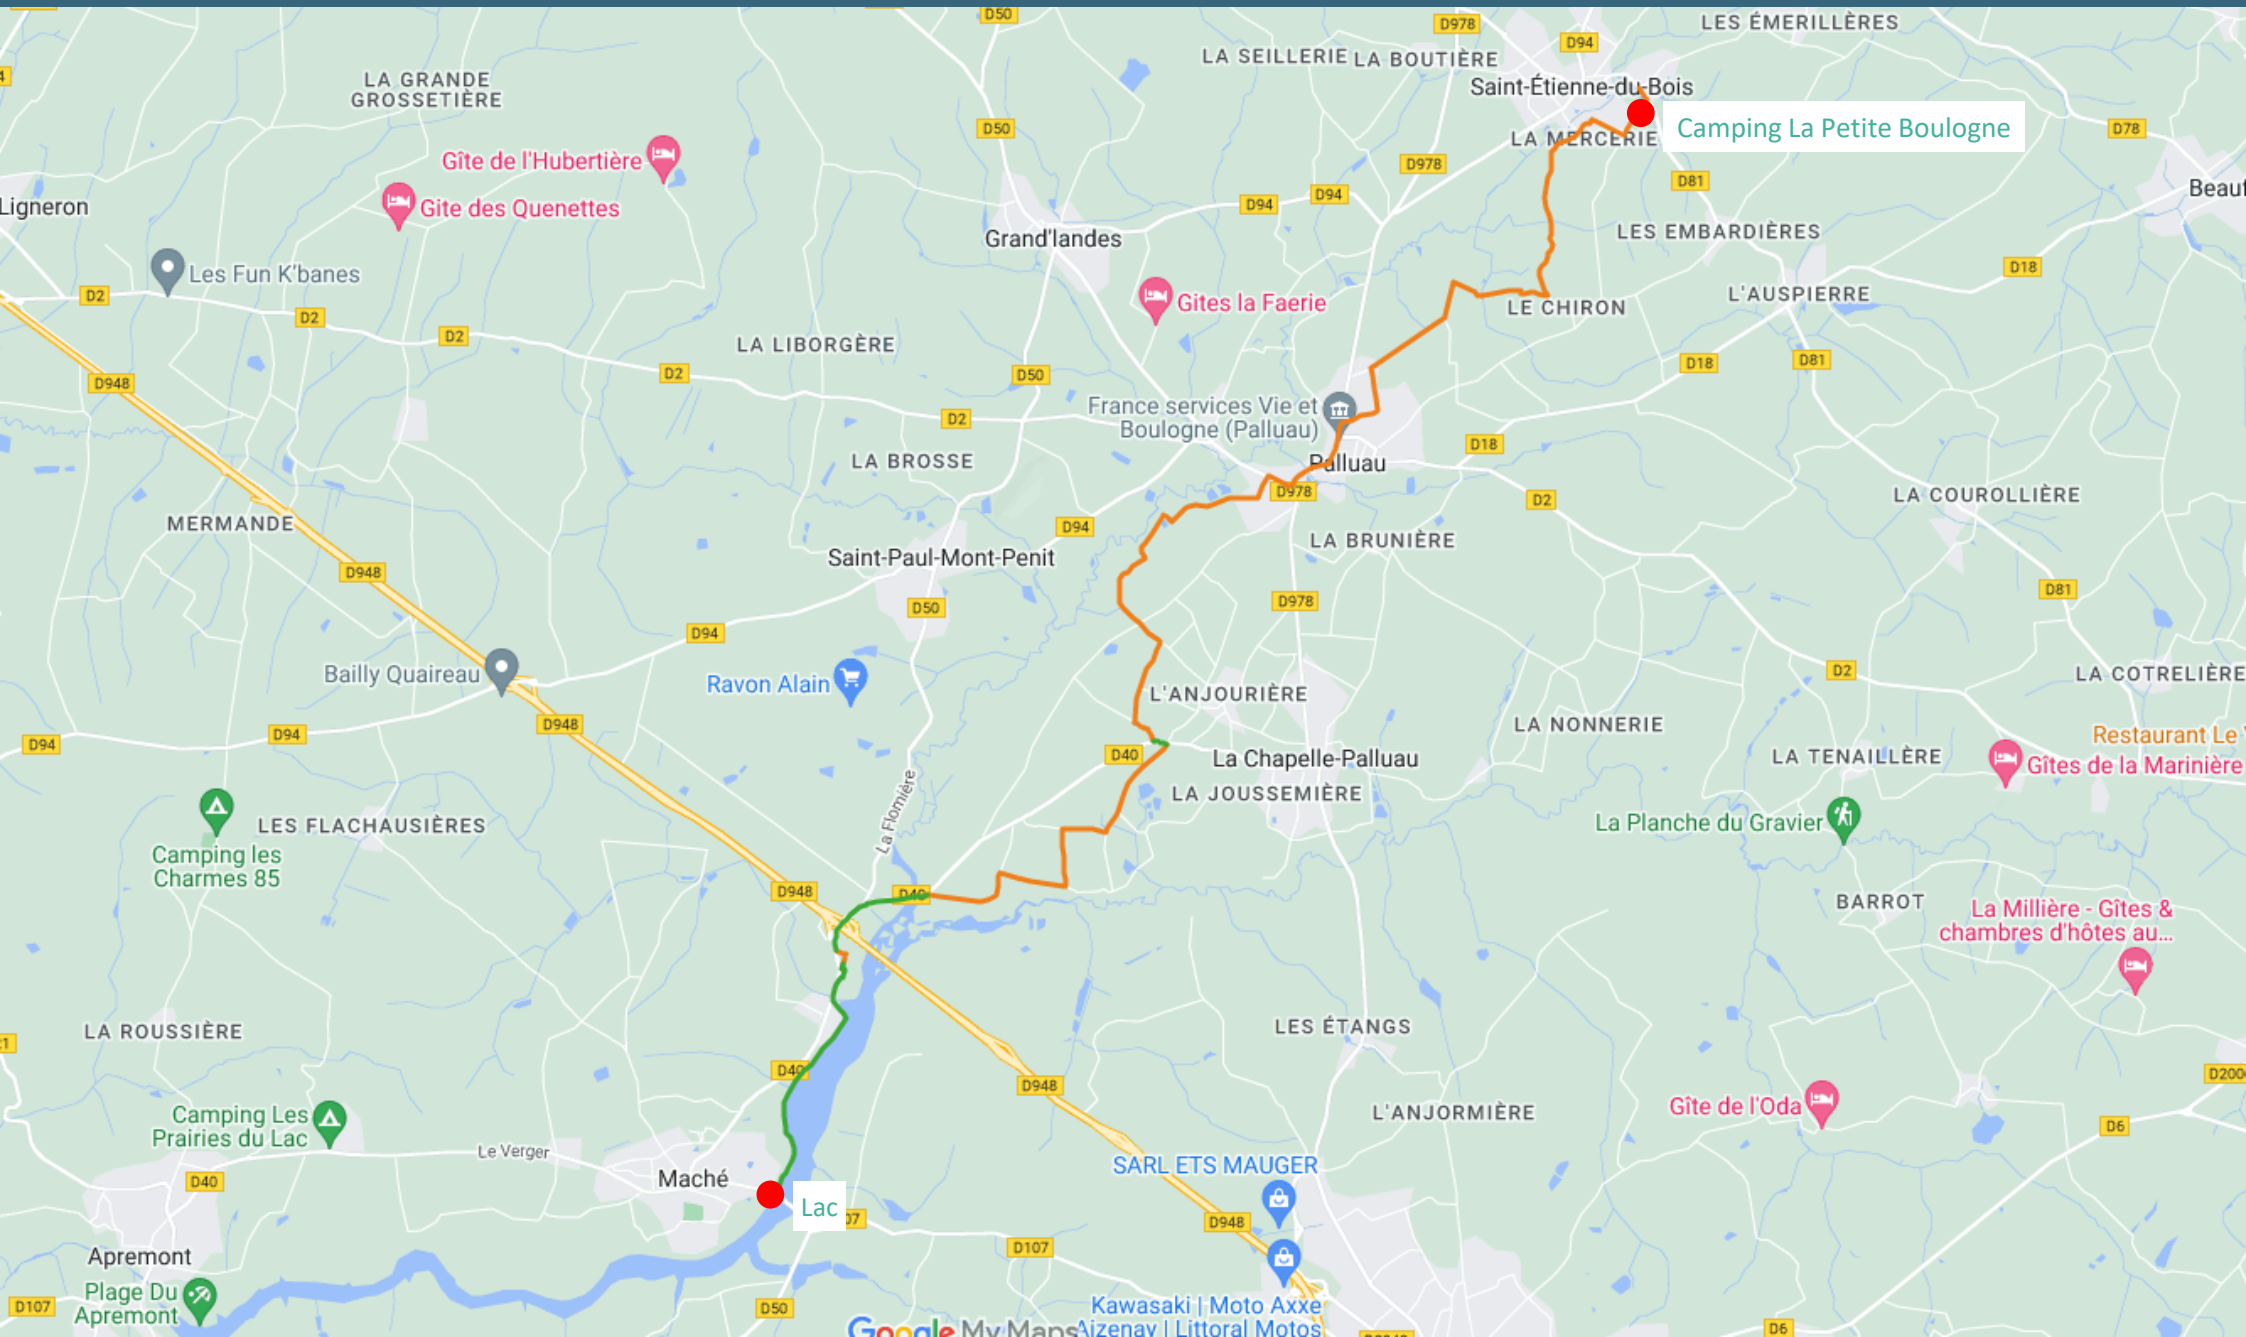 D50
D978
D94
LES ÉMERILLÈRES
LA SEILLERIE
LA BOUTIÈRE
LA GRANDE
GROSSETIÈRE
Saint-Étienne-du-Bois
Camping La Petite Boulogne
D50
LA MERCERIE
D78
Gîte de l'Hubertière
D978
D81
Gite des Quenettes
D94
D94
Ligneron
Grand'landes
LES EMBARDIÈRES
Les Fun K'banes
D18
D2
Gites la Faerie
L'AUSPIERRE
LE CHIRON
D2
D2
LA LIBORGÈRE
D948
D2
D50
D18
D81
France services Vie et
Boulogne (Palluau)
D2
D18
LA BROSSE
Palluau
D978
D2
LA COUROLLIÈRE
MERMANDE
D94
LA BRUNIÈRE
Saint-Paul-Mont-Penit
D948
D50
D978
D81
D94
Bailly Quaireau
Ravon Alain
L'ANJOURIÈRE
D2
LA COTRELIÈRE
D948
LA NONNERIE
D94
D94
Restaurant Le
D40
La Chapelle-Palluau
LA TENAILLÈRE
Gîtes de la Marinière
LA JOUSSEMIÈRE
La Flomière
LES FLACHAUSIÈRES
La Planche du Gravier
Camping les
Charmes 85
D948
D40
BARROT
La Millière - Gîtes &
chambres d'hôtes au...
LA ROUSSIÈRE
LES ÉTANGS
D40
D948
D200
Camping Les
Prairies du Lac
L'ANJORMIÈRE
Gîte de l'Oda
D6
Le Verger
SARL ETS MAUGER
Maché
D40
Lac
07
D948
Apremont
D107
Plage Du
Apremont
D107
D50
Kawasaki | Moto Axxe
Aizenay | Littoral Motos
Google My Maps
D6